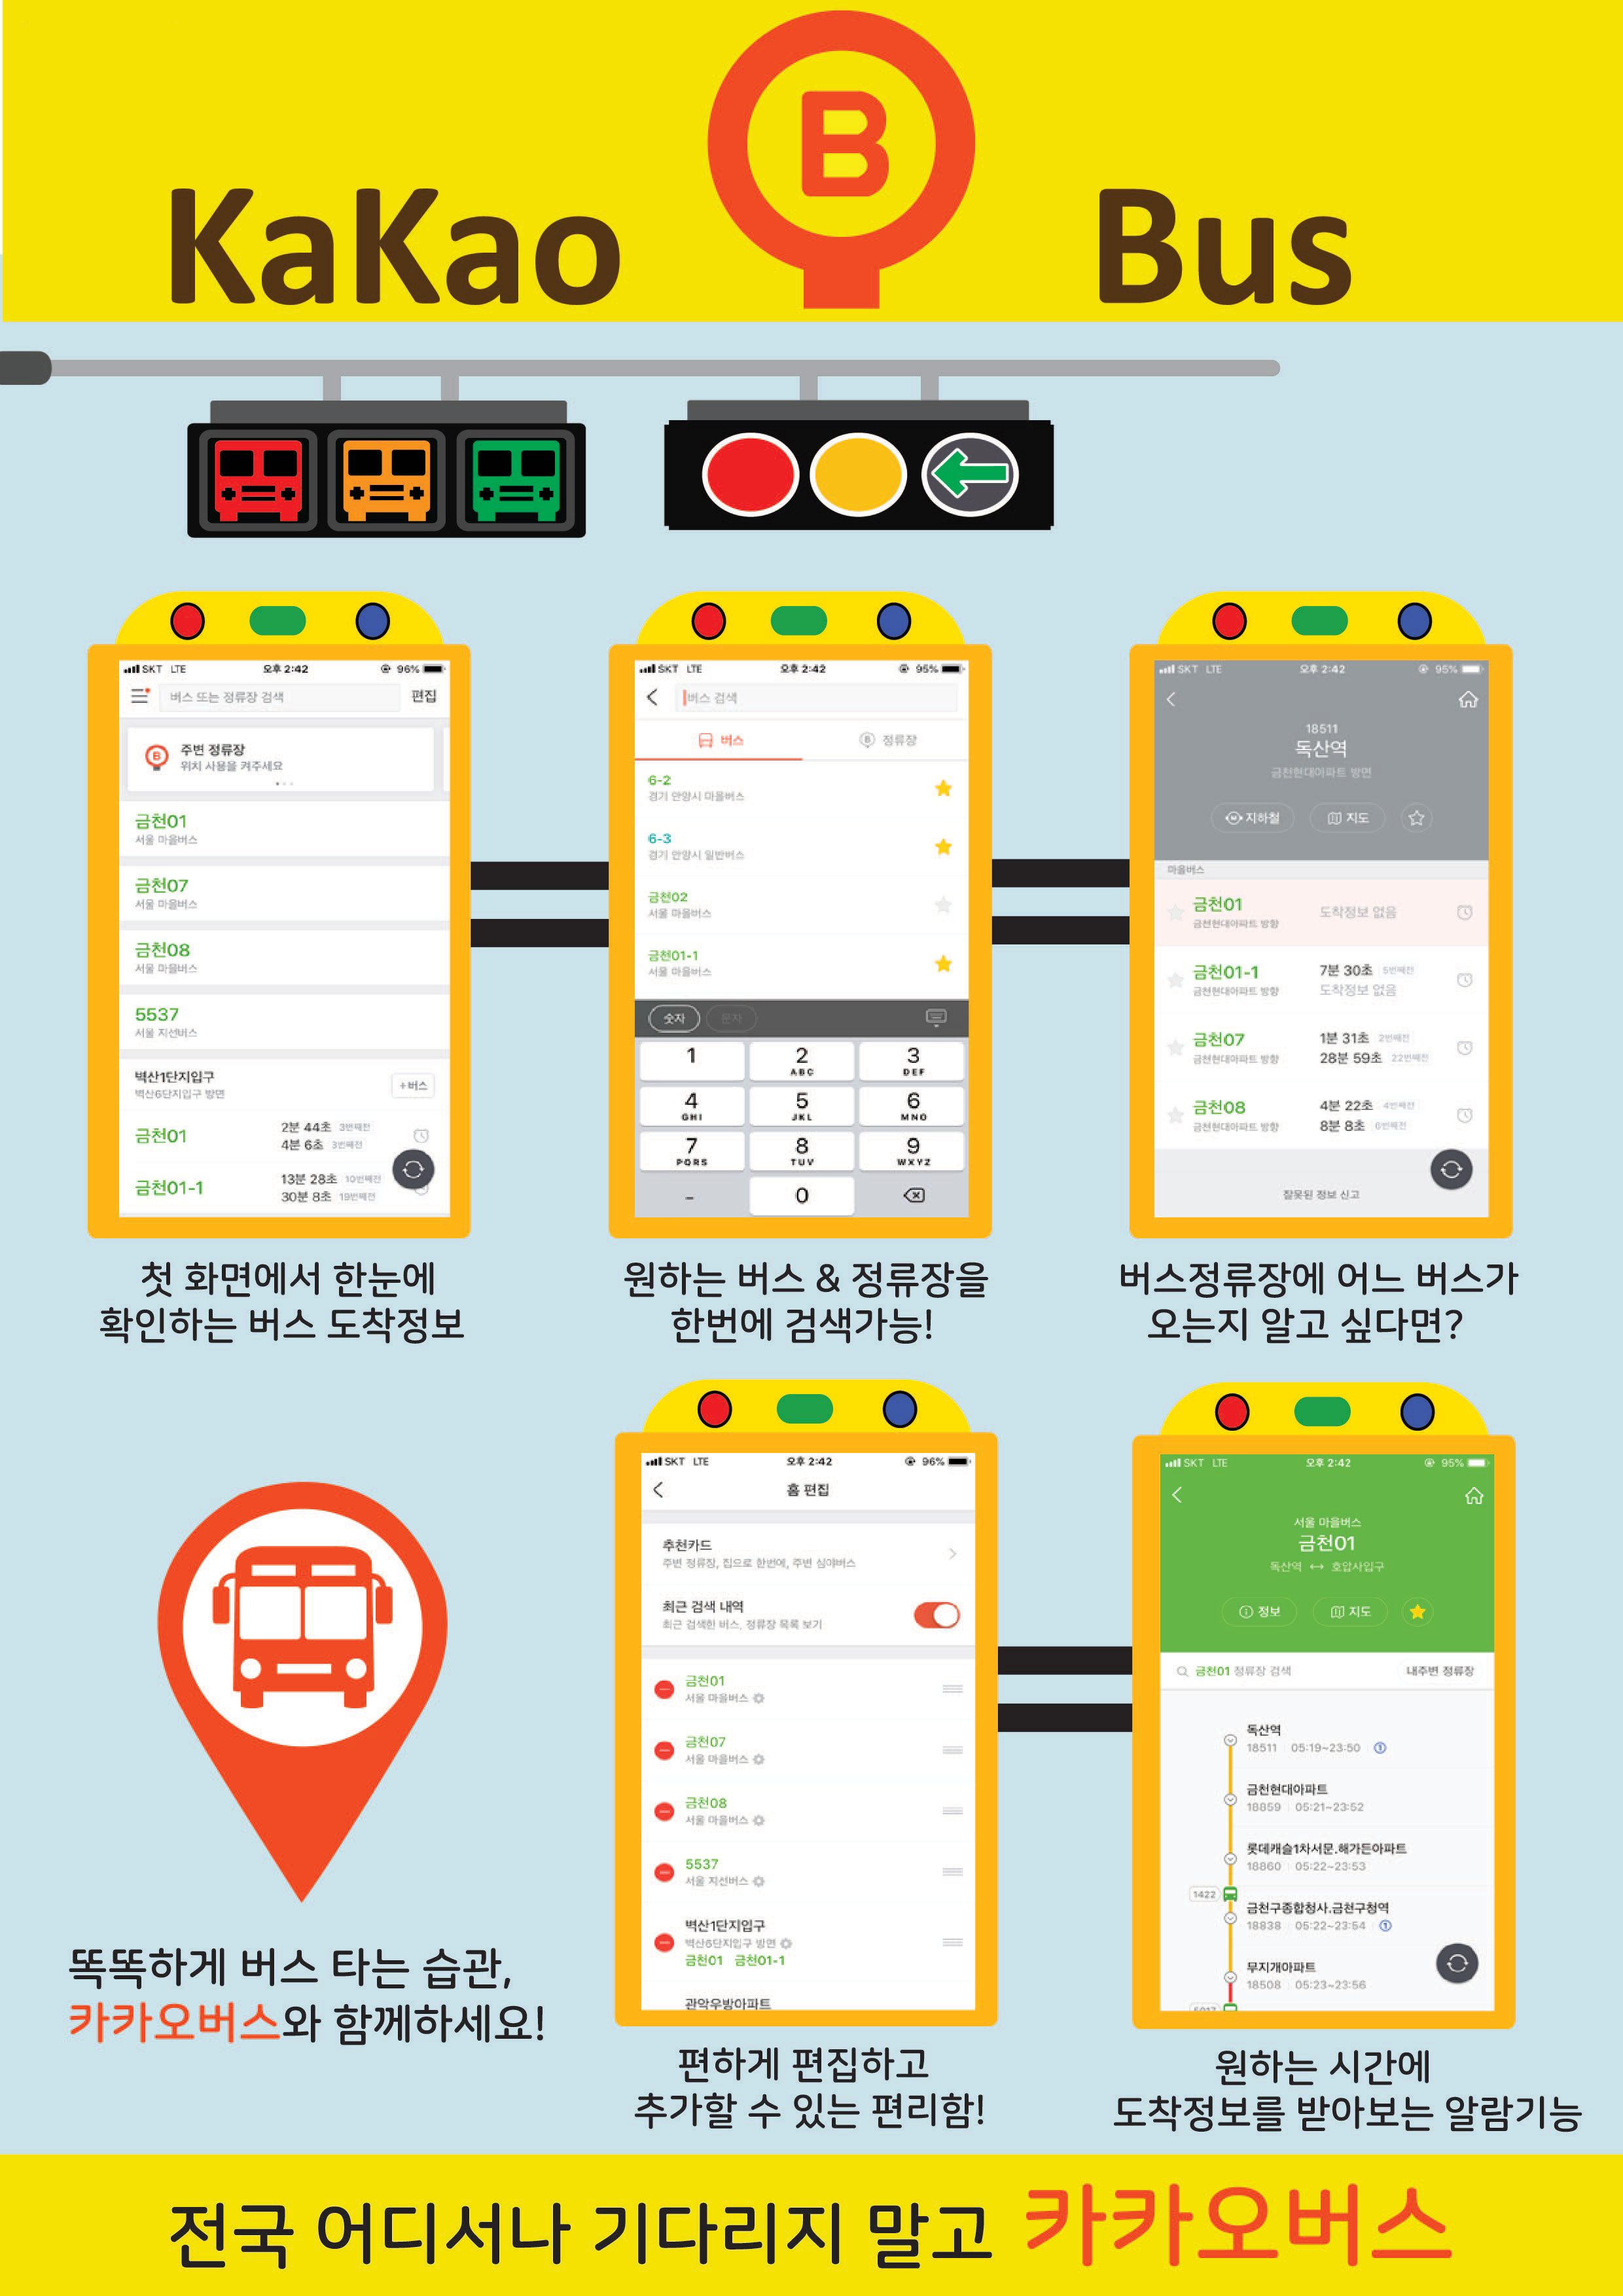 KaKao
B
Bus
SKT LTE 오후 2:42 96%
버스 또는 정류장 검색 편집
B
주변 정류장
위치 사용을 켜주세요
금천01
서울 마을버스
금천07
서울 마을버스
금천08
서울 마을버스
5537
서울 지선버스
벽산1단지입구
벽산6단지입구 방면
+버스
금천01
2분 44초 3번째전
4분 6초 3번째전
금천01-1
13분 28초 10번째전
30분 8초 19번째전
첫 화면에서 한눈에
확인하는 버스 도착정보
SKT LTE 오후 2:42 95%
버스 검색
버스 B 정류장
6-2
경기 안양시 마을버스
6-3
경기 안양시 일반버스
금천02
서울 마을버스
금천01-1
서울 마을버스
숫자 문자
1 2 3
ABC DEF
4 5 6
GHI JKL MNO
7 8 9
PQRS TUV WXYZ
- 0
원하는 버스 & 정류장을
한번에 검색가능!
SKT LTE 오후 2:42 95%
18511
독산역
금천현대아파트 방면
지하철 지도
마을버스
금천01 도착정보 없음
금천현대아파트 방향
금천01-1 7분 30초 5번째전
금천현대아파트 방향 도착정보 없음
금천07 1분 31초 2번째전
금천현대아파트 방향 28분 59초 22번째전
금천08 4분 22초 4번째전
금천현대아파트 방향 8분 8초 6번째전
잘못된 정보 신고
버스정류장에 어느 버스가
오는지 알고 싶다면?
똑똑하게 버스 타는 습관,
카카오버스와 함께하세요!
SKT LTE 오후 2:42 96%
홈 편집
추천카드
주변 정류장, 집으로 한번에, 주변 심야버스
최근 검색 내역
최근 검색한 버스, 정류장 목록 보기
금천01
서울 마을버스
금천07
서울 마을버스
금천08
서울 마을버스
5537
서울 지선버스
벽산1단지입구
벽산6단지입구 방면
금천01 금천01-1
관악우방아파트
편하게 편집하고
추가할 수 있는 편리함!
SKT LTE 오후 2:42 95%
서울 마을버스
금천01
독산역 ↔ 호압사입구
정보 지도
금천01 정류장 검색 내주변 정류장
독산역
18511 05:19~23:50 1
금천현대아파트
18859 05:21~23:52
롯데캐슬1차서문.해가든아파트
18860 05:22~23:53
1422
금천구종합청사.금천구청역
18838 05:22~23:54 1
무지개아파트
18508 05:23~23:56
원하는 시간에
도착정보를 받아보는 알람기능
전국 어디서나 기다리지 말고 카카오버스